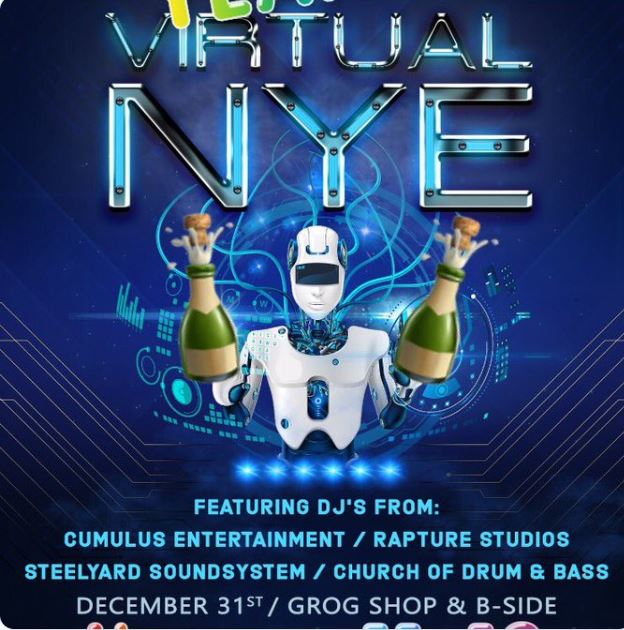 VIRTUAL
NYE
FEATURING DJ'S FROM:
CUMULUS ENTERTAINMENT / RAPTURE STUDIOS
STEELYARD SOUNDSYSTEM / CHURCH OF DRUM & BASS
DECEMBER 31ST / GROG SHOP & B-SIDE